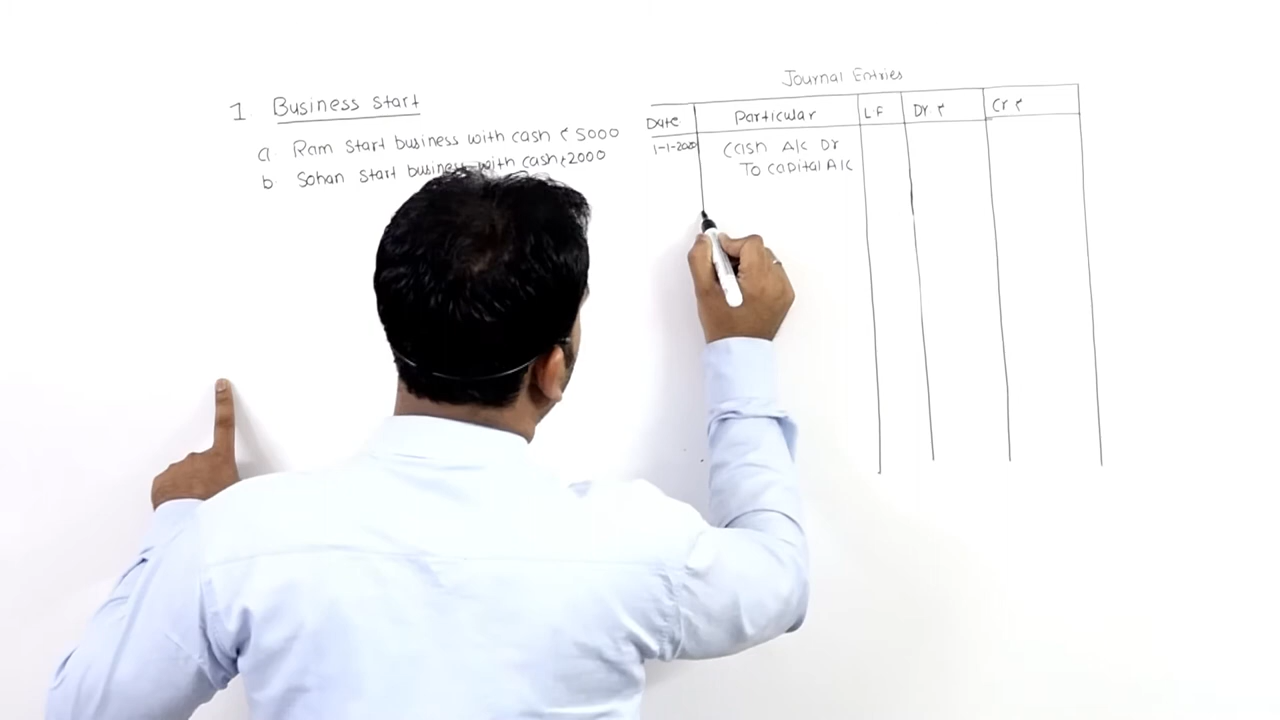 1. Business Start
a. Ram start business with cash ₹ 5000
b. Sohan start business with cash ₹2000
Journal Entries
Date Particular L.F Dr. ₹ Cr ₹
1-1-2020 Cash A/c Dr
To capital A/c